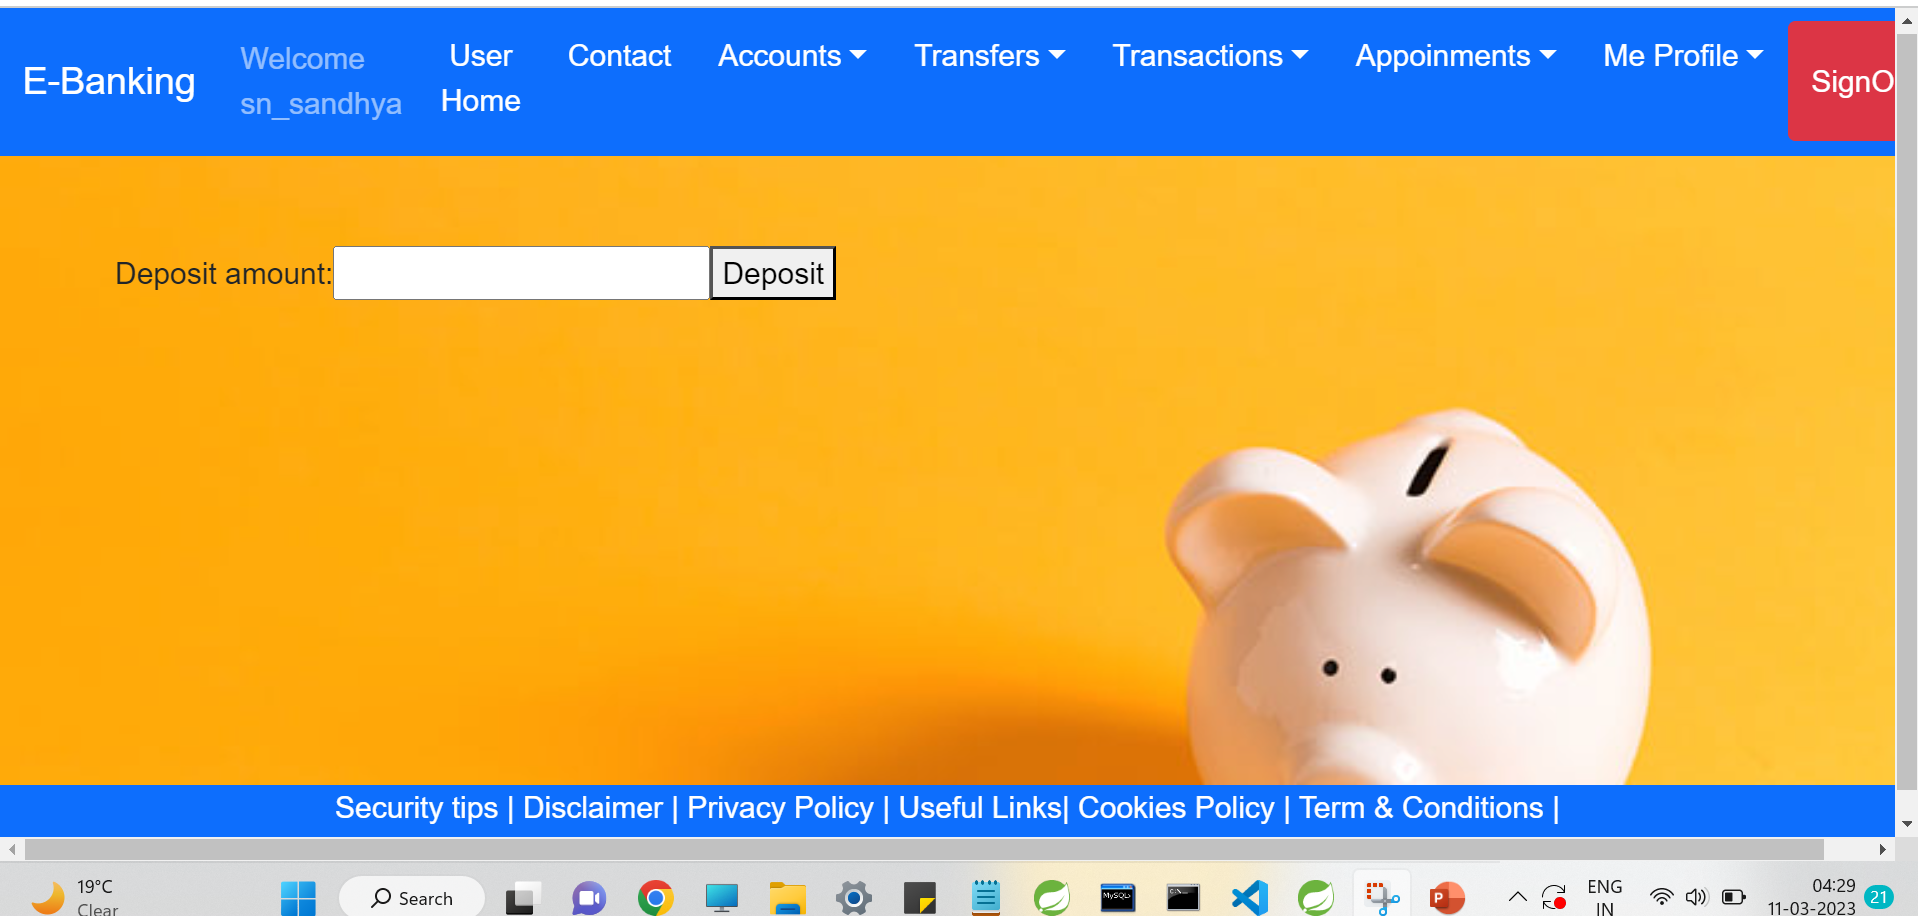 E-Banking
Welcome
sn_sandhya
User
Home
Contact
Accounts
Transfers
Transactions
Appoinments
Me Profile
SignO
Deposit amount:
Deposit
Security tips | Disclaimer | Privacy Policy | Useful Links| Cookies Policy | Term & Conditions |
19°C
Clear
Search
MySQL
ENG
IN
04:29
11-03-2023
21